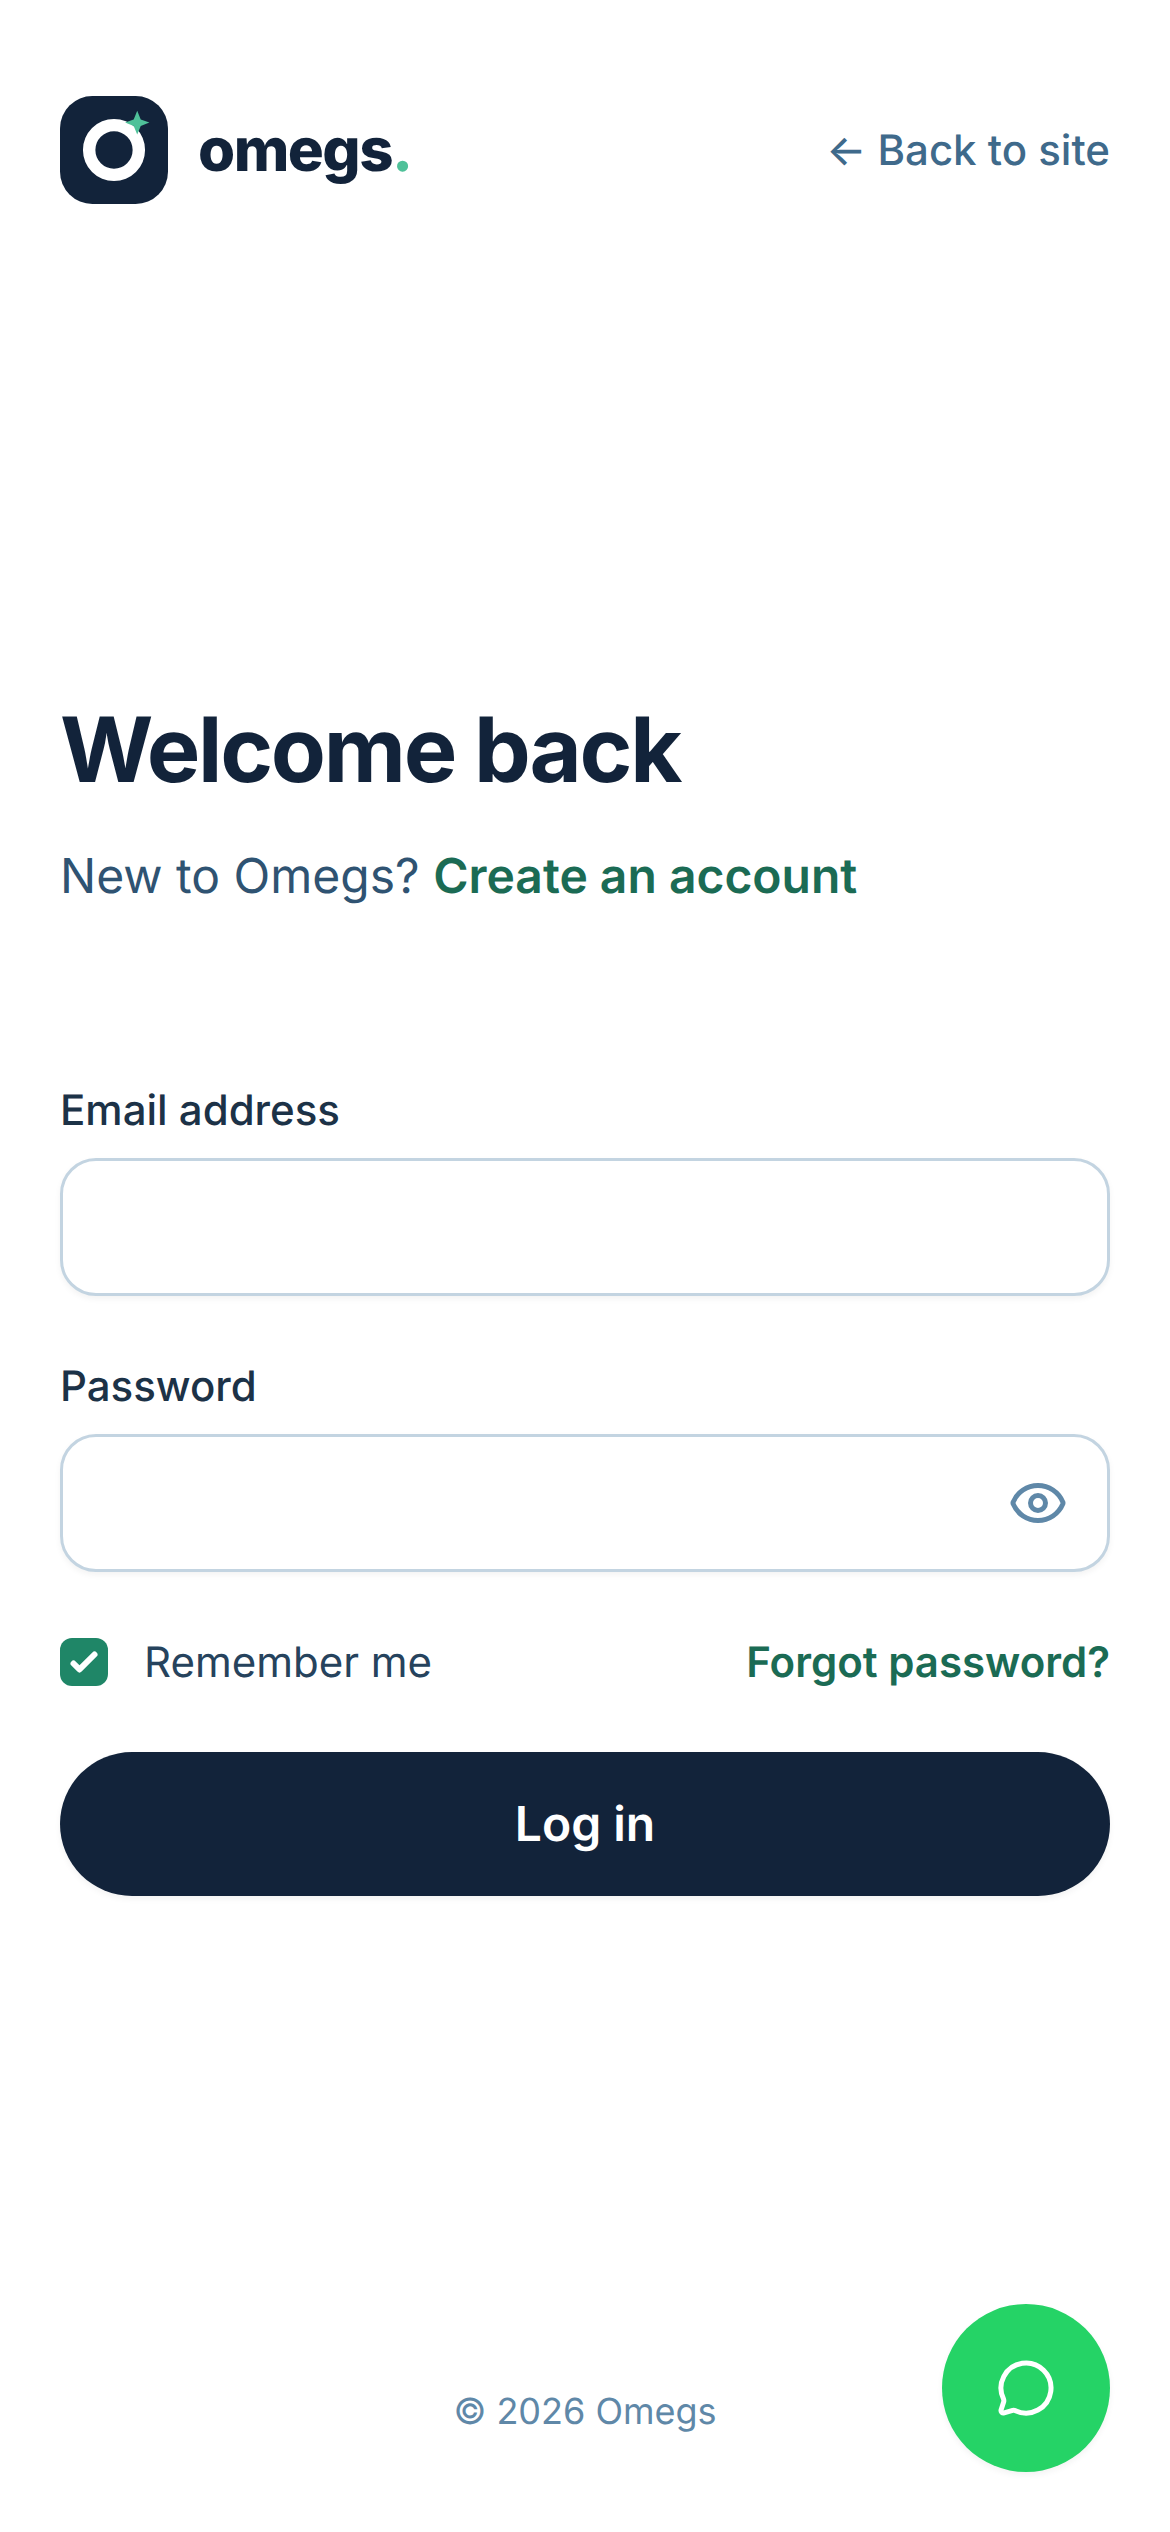 omegs.
← Back to site
Welcome back
New to Omegs? Create an account
Email address
Password
Remember me
Forgot password?
Log in
© 2026 Omegs